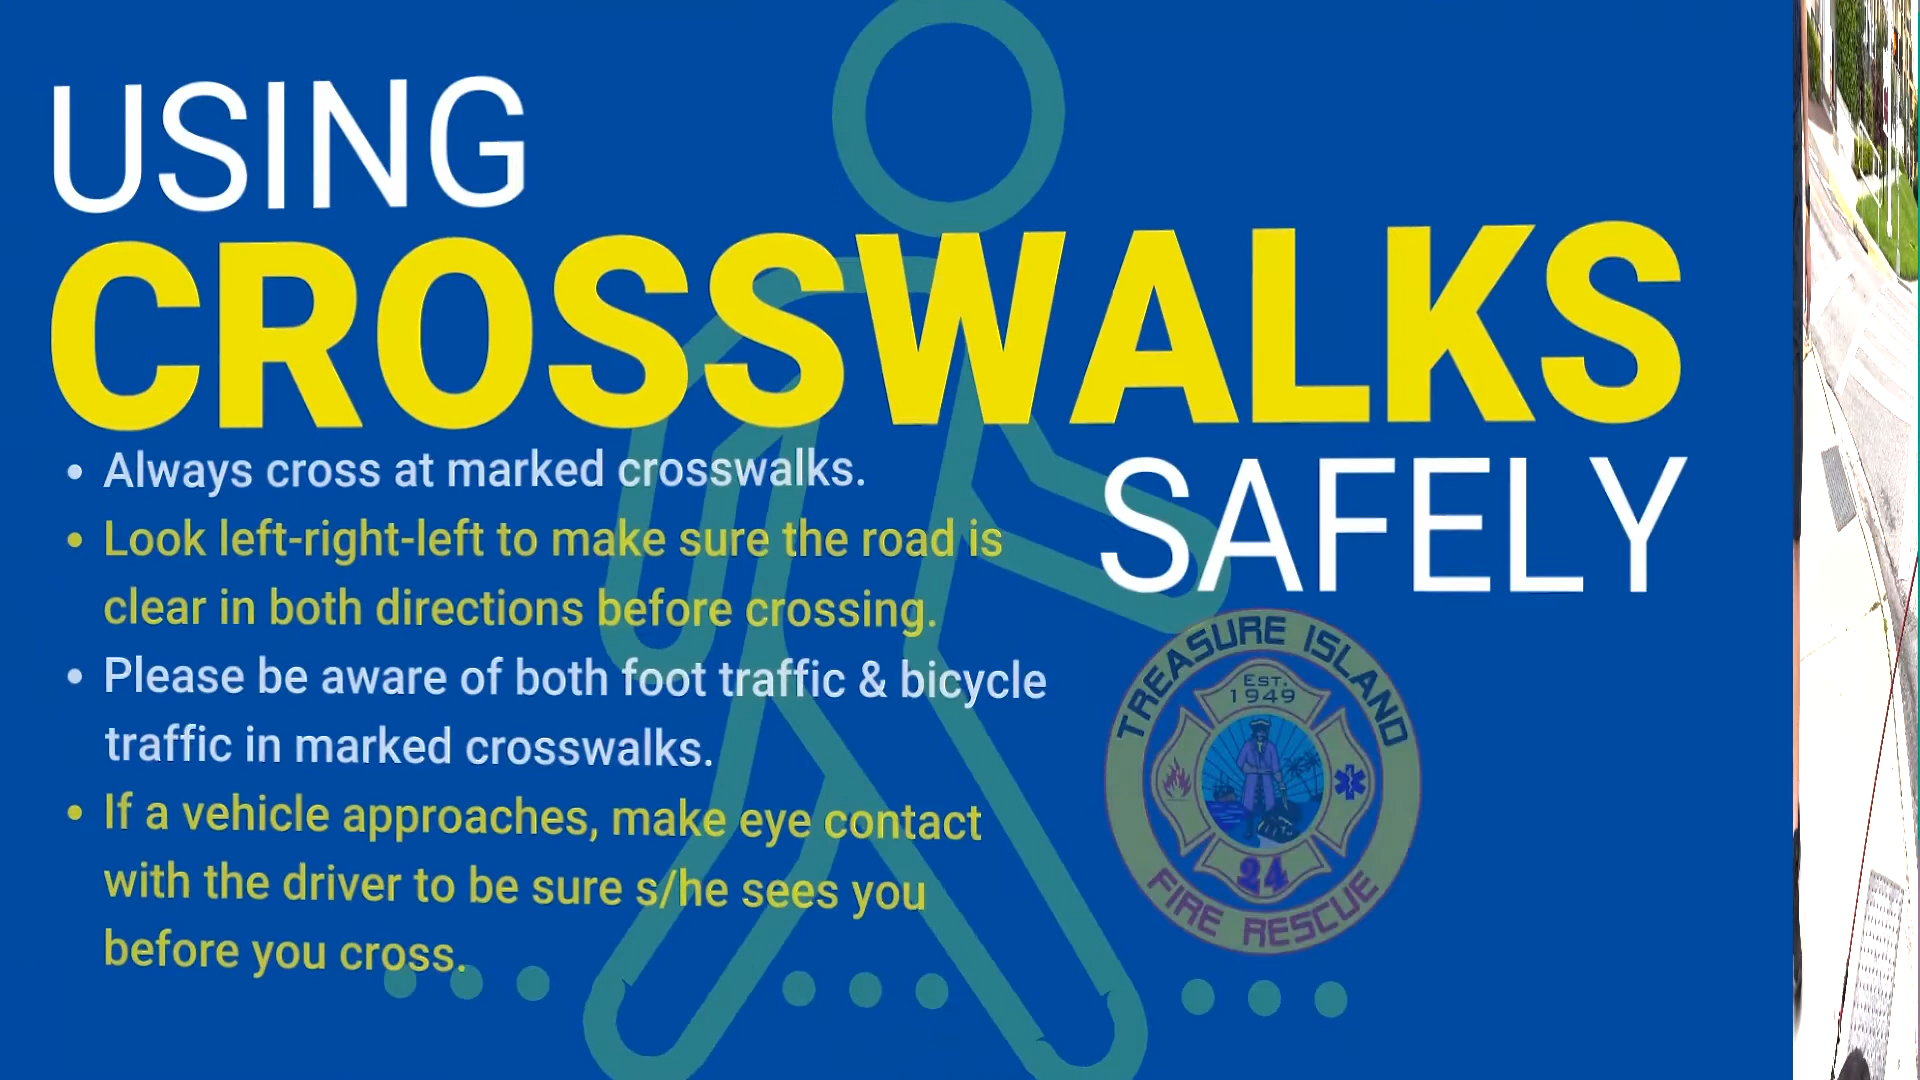 USING
CROSSWALKS
SAFELY
• Always cross at marked crosswalks.
• Look left-right-left to make sure the road is
clear in both directions before crossing.
• Please be aware of both foot traffic & bicycle
traffic in marked crosswalks.
• If a vehicle approaches, make eye contact
with the driver to be sure s/he sees you
before you cross.
TREASURE ISLAND
EST.
1949
24
FIRE RESCUE